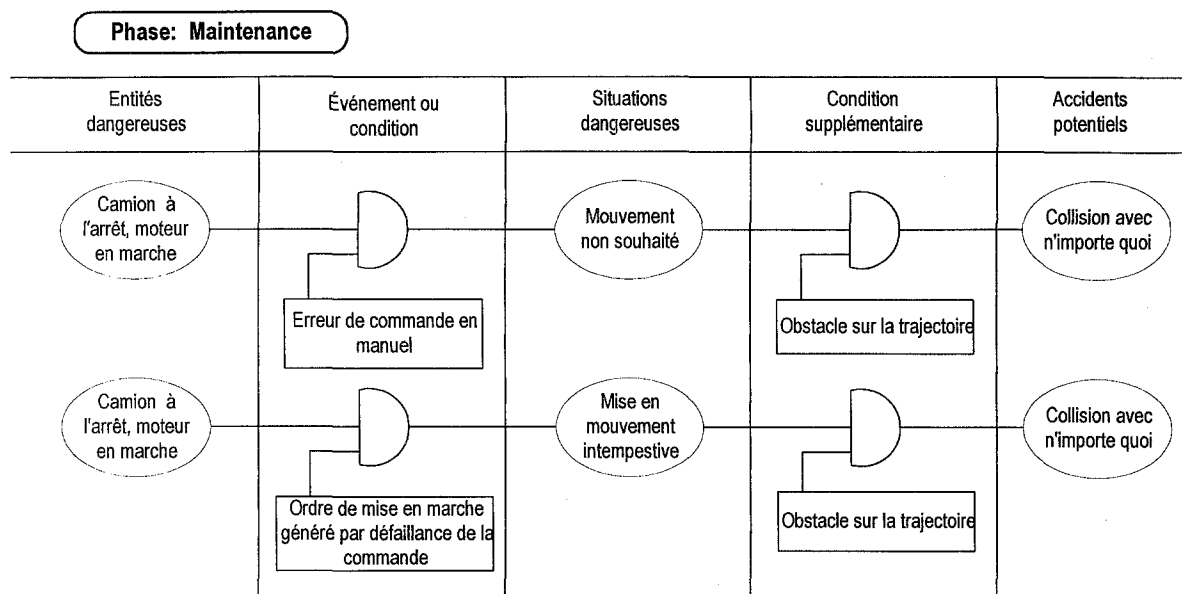 Phase: Maintenance
Entités
dangereuses
Événement ou
condition
Situations
dangereuses
Condition
supplémentaire
Accidents
potentiels
Camion à
l'arrêt, moteur
en marche
Erreur de commande en
manuel
Mouvement
non souhaité
Obstacle sur la trajectoire
Collision avec
n'importe quoi
Camion à
l'arrêt, moteur
en marche
Ordre de mise en marche
généré par défaillance de la
commande
Mise en
mouvement
intempestive
Obstacle sur la trajectoire
Collision avec
n'importe quoi